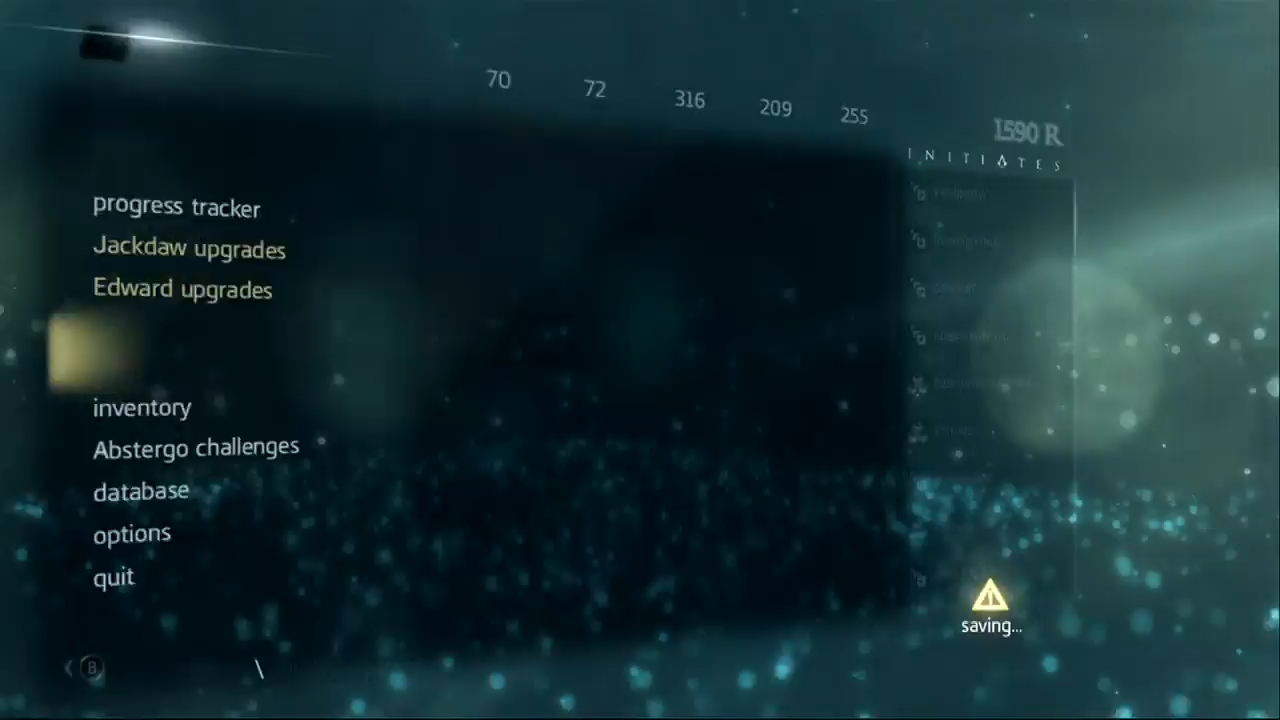 70 72 316 209 255
1590 R
INITIATES
progress tracker
Jackdaw upgrades
Edward upgrades
inventory
Abstergo challenges
database
options
quit
saving...
B